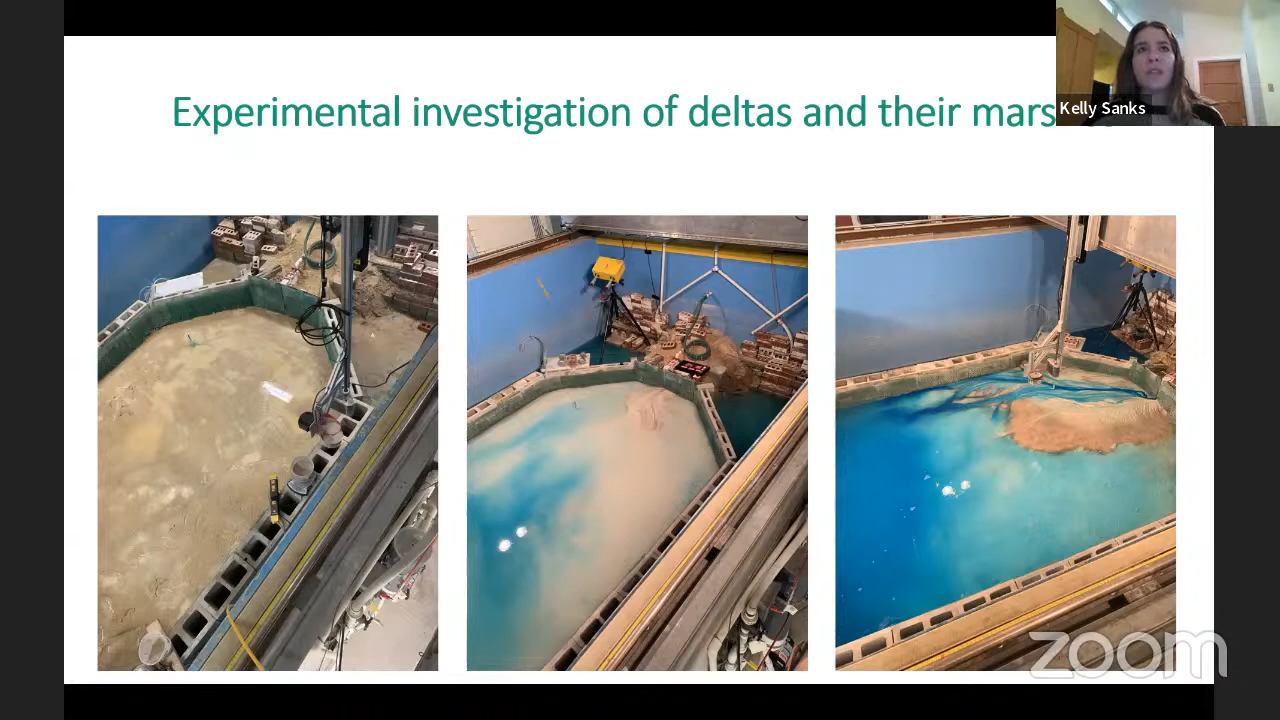 Experimental investigation of deltas and their mars
Kelly Sanks
zoom